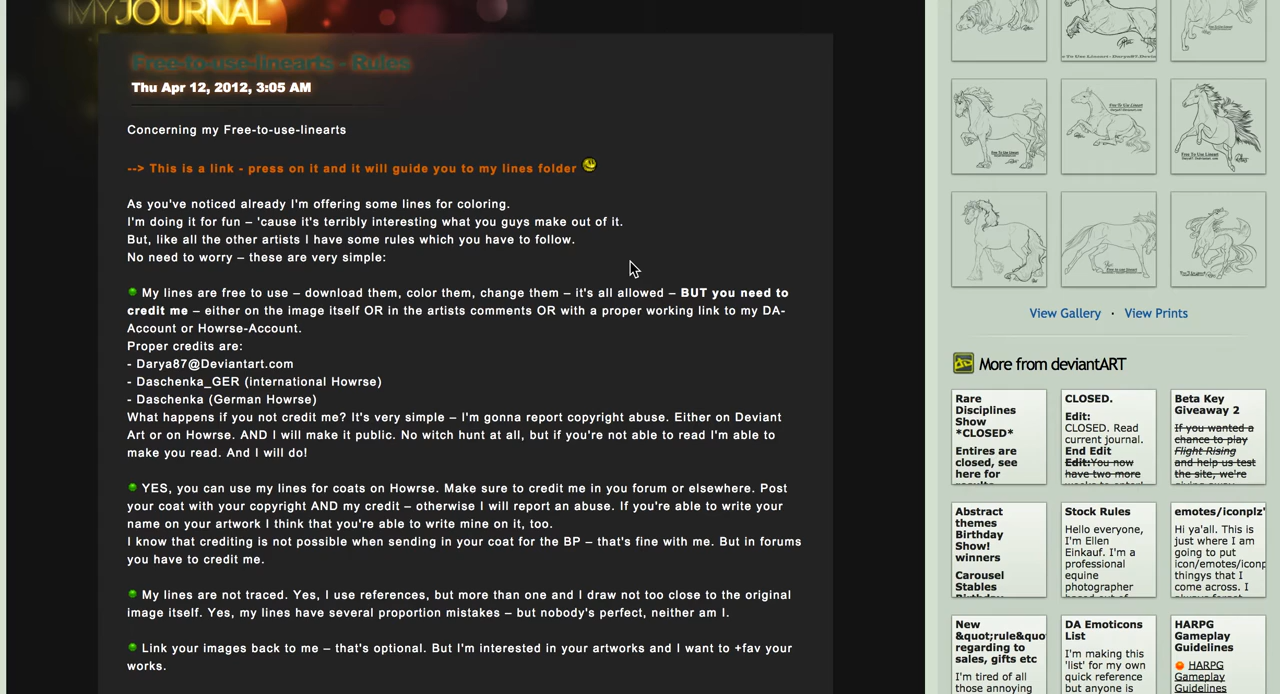 MYJOURNAL
Free-to-use-linearts - Rules
Thu Apr 12, 2012, 3:05 AM
Concerning my Free-to-use-linearts
--> This is a link - press on it and it will guide you to my lines folder
As you've noticed already I'm offering some lines for coloring.
I'm doing it for fun – 'cause it's terribly interesting what you guys make out of it.
But, like all the other artists I have some rules which you have to follow.
No need to worry – these are very simple:
My lines are free to use – download them, color them, change them – it's all allowed – BUT you need to
credit me – either on the image itself OR in the artists comments OR with a proper working link to my DA-
Account or Howrse-Account.
Proper credits are:
- Darya87@Deviantart.com
- Daschenka_GER (international Howrse)
- Daschenka (German Howrse)
What happens if you not credit me? It's very simple – I'm gonna report copyright abuse. Either on Deviant
Art or on Howrse. AND I will make it public. No witch hunt at all, but if you're not able to read I'm able to
make you read. And I will do!
YES, you can use my lines for coats on Howrse. Make sure to credit me in you forum or elsewhere. Post
your coat with your copyright AND my credit – otherwise I will report an abuse. If you're able to write your
name on your artwork I think that you're able to write mine on it, too.
I know that crediting is not possible when sending in your coat for the BP – that's fine with me. But in forums
you have to credit me.
My lines are not traced. Yes, I use references, but more than one and I draw not too close to the original
image itself. Yes, my lines have several proportion mistakes – but nobody's perfect, neither am I.
Link your images back to me – that's optional. But I'm interested in your artworks and I want to +fav your
works.
View Gallery · View Prints
More from deviantART
Rare
Disciplines
Show
*CLOSED*
Entires are
closed, see
here for
CLOSED.
Edit:
CLOSED. Read
current journal.
End Edit
Edit:You now
have two more
Beta Key
Giveaway 2
If you wanted a
chance to play
Flight Rising
and help us test
the site, we're
Abstract
themes
Birthday
Show!
winners
Carousel
Stables
Stock Rules
Hello everyone,
I'm Ellen
Einkauf. I'm a
professional
equine
photographer
emotes/iconplz'
Hi ya'all. This is
just where I am
going to put
icon/emotes/iconp
thingys that I
come across. I
New
&quot;rule&quo
regarding to
sales, gifts etc
I'm tired of all
those annoying
DA Emoticons
List
I'm making this
'list' for my own
quick reference
but anyone is
HARPG
Gameplay
Guidelines
HARPG
Gameplay
Guidelines